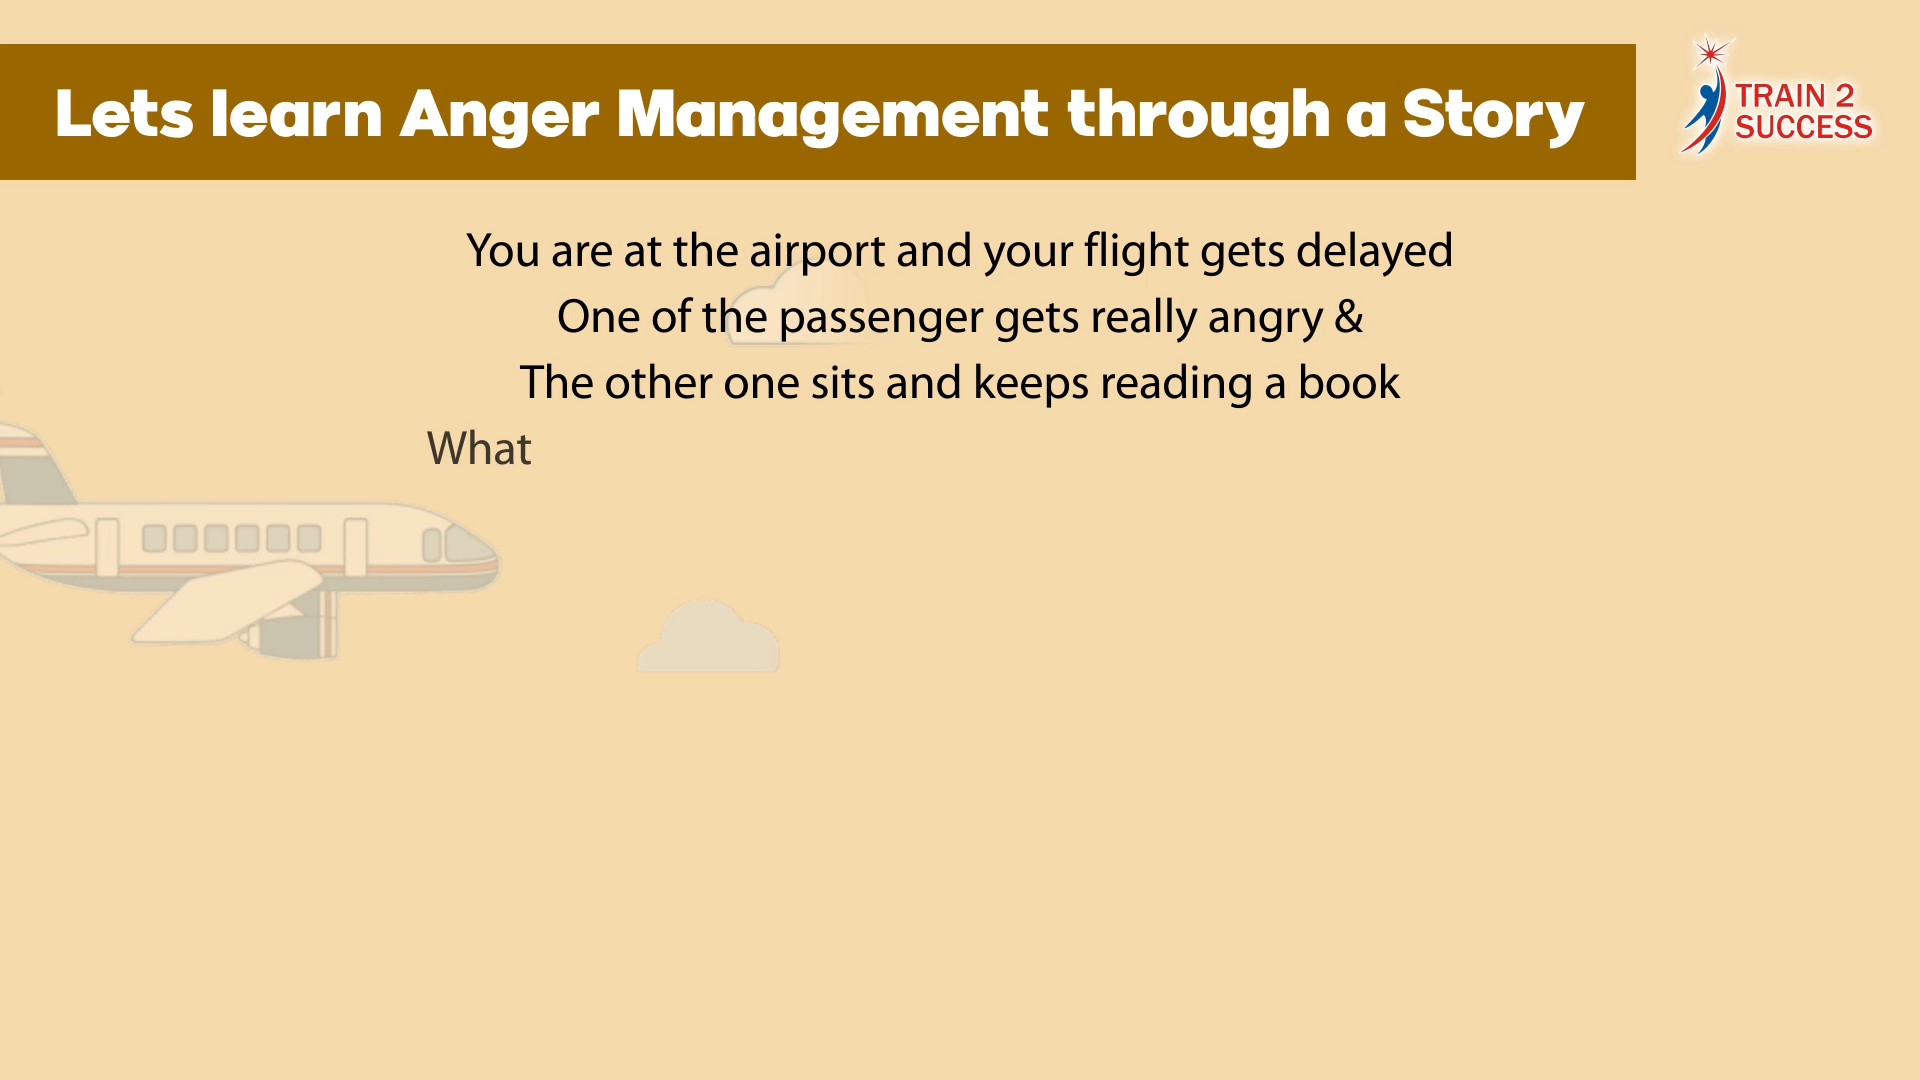 Lets learn Anger Management through a Story
TRAIN 2
SUCCESS
You are at the airport and your flight gets delayed
One of the passenger gets really angry &
The other one sits and keeps reading a book
What